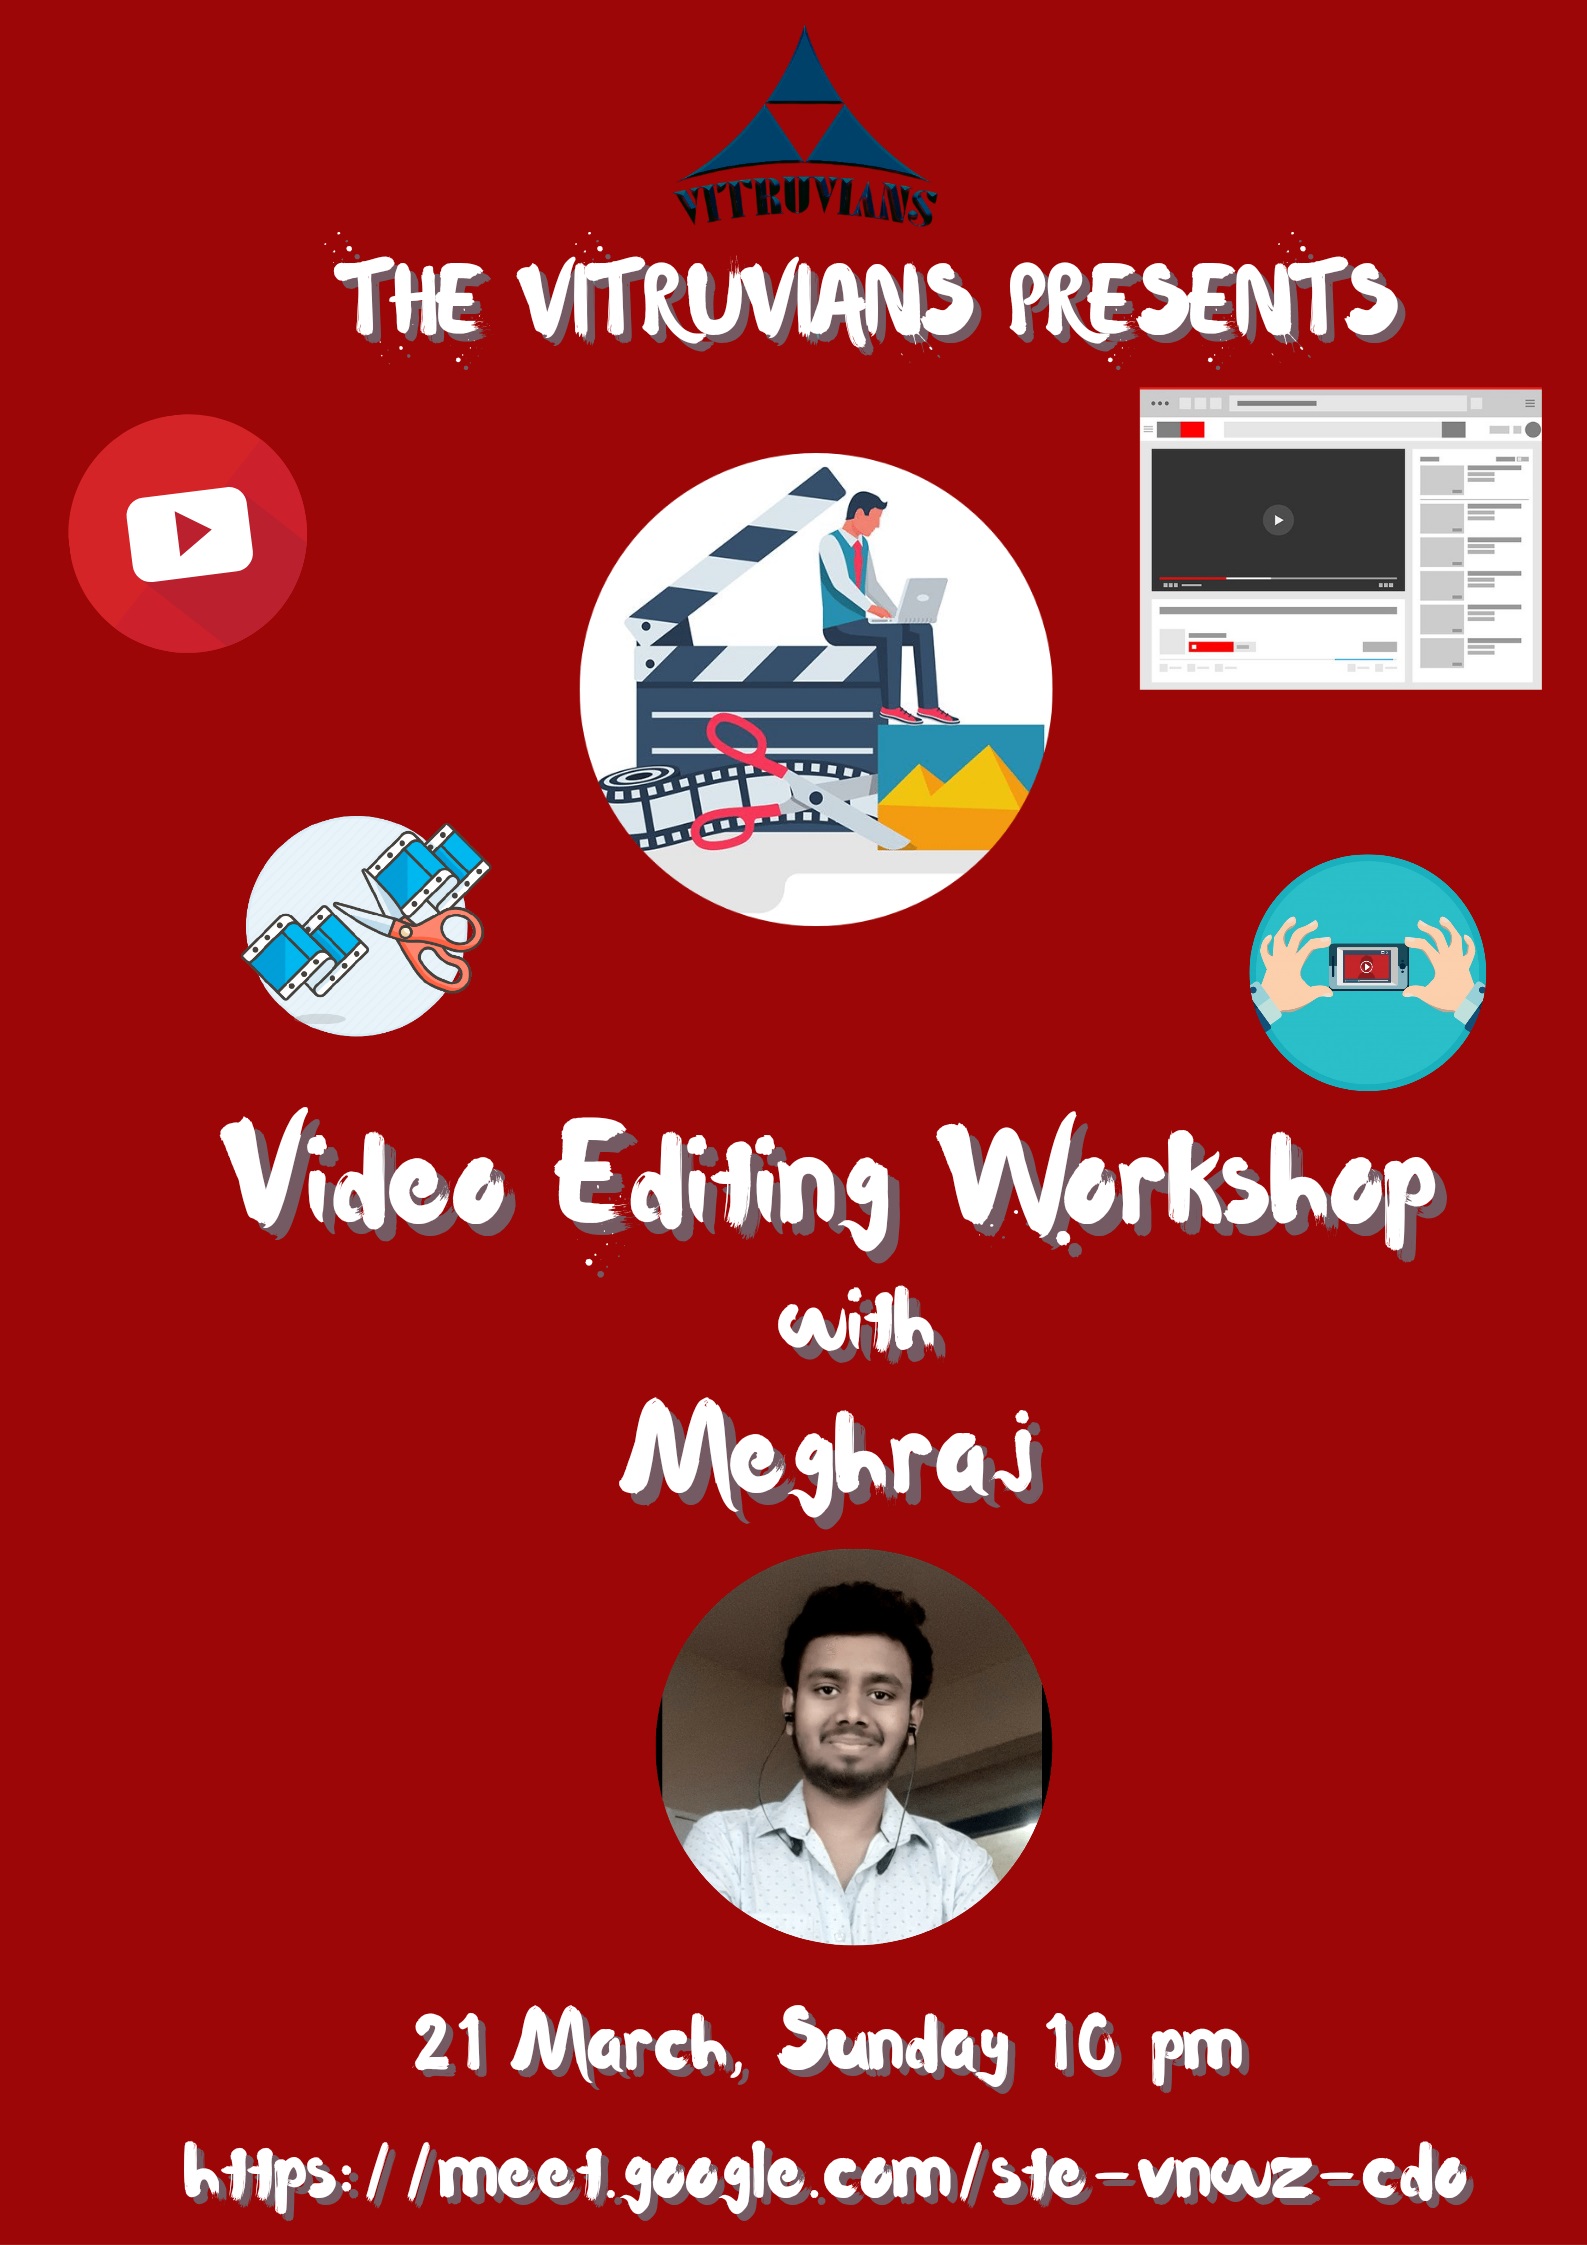 VITRUVIANS
THE VITRUVIANS PRESENTS
Video Editing Workshop
with
Meghraj
21 March, Sunday 10 pm
https://meet.google.com/ste-vnwz-cdo